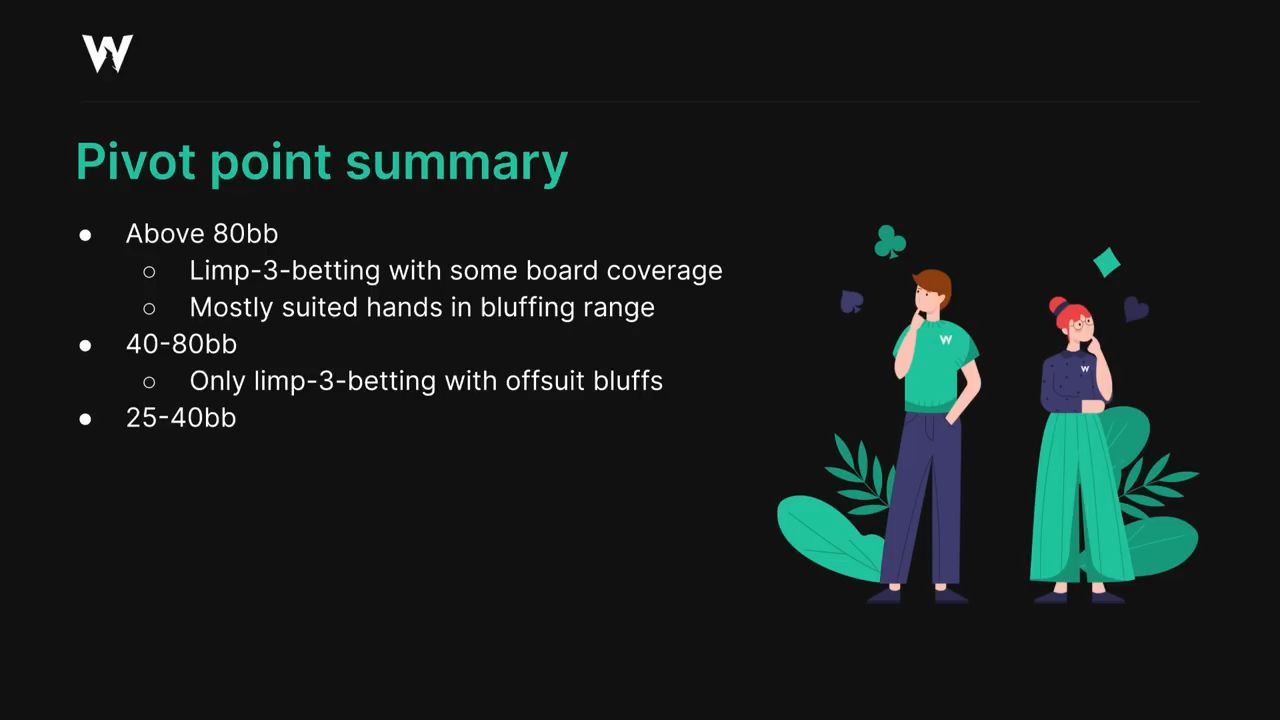 W
Pivot point summary
● Above 80bb
○ Limp-3-betting with some board coverage
○ Mostly suited hands in bluffing range
● 40-80bb
○ Only limp-3-betting with offsuit bluffs
● 25-40bb
W
W